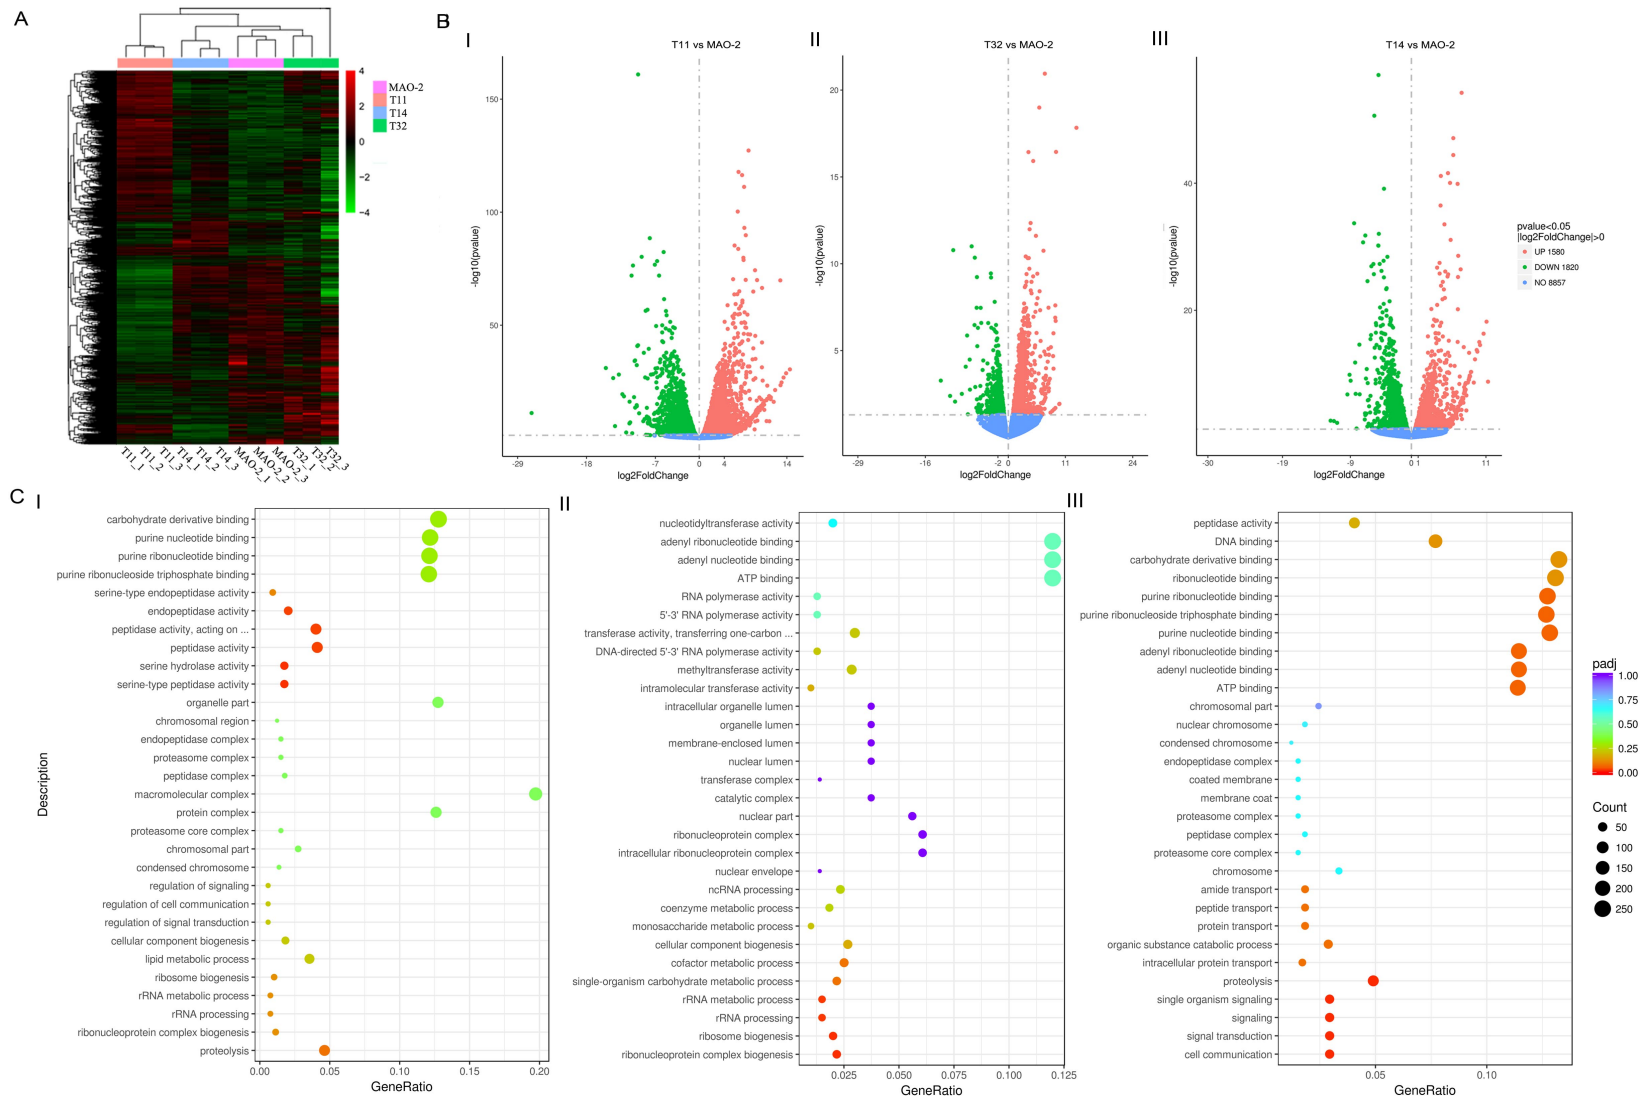 A
4
2
0
−2
−4
MAO-2
T11
T14
T32
T11_1
T11_2
T11_3
T14_1
T14_2
T14_3
MAO-2_1
MAO-2_2
MAO-2_3
T32_1
T32_2
T32_3
B
I
T11 vs MAO-2
-log10(pvalue)
150
100
50
-29 -18 -7 0 4 14
log2FoldChange
II
T32 vs MAO-2
-log10(pvalue)
20
15
10
5
-29 -16 -2 0 11 24
log2FoldChange
III
T14 vs MAO-2
-log10(pvalue)
40
20
-30 -19 -9 0 1 11
log2FoldChange
pvalue<0.05
|log2FoldChange|>0
UP 1580
DOWN 1820
NO 8857
C
I
Description
carbohydrate derivative binding
purine nucleotide binding
purine ribonucleotide binding
purine ribonucleoside triphosphate binding
serine-type endopeptidase activity
endopeptidase activity
peptidase activity, acting on ...
peptidase activity
serine hydrolase activity
serine-type peptidase activity
organelle part
chromosomal region
endopeptidase complex
proteasome complex
peptidase complex
macromolecular complex
protein complex
proteasome core complex
chromosomal part
condensed chromosome
regulation of signaling
regulation of cell communication
regulation of signal transduction
cellular component biogenesis
lipid metabolic process
ribosome biogenesis
rRNA metabolic process
rRNA processing
ribonucleoprotein complex biogenesis
proteolysis
0.00 0.05 0.10 0.15 0.20
GeneRatio
II
nucleotidyltransferase activity
adenyl ribonucleotide binding
adenyl nucleotide binding
ATP binding
RNA polymerase activity
5'-3' RNA polymerase activity
transferase activity, transferring one-carbon ...
DNA-directed 5'-3' RNA polymerase activity
methyltransferase activity
intramolecular transferase activity
intracellular organelle lumen
organelle lumen
membrane-enclosed lumen
nuclear lumen
transferase complex
catalytic complex
nuclear part
ribonucleoprotein complex
intracellular ribonucleoprotein complex
nuclear envelope
ncRNA processing
coenzyme metabolic process
monosaccharide metabolic process
cellular component biogenesis
cofactor metabolic process
single-organism carbohydrate metabolic process
rRNA metabolic process
rRNA processing
ribosome biogenesis
ribonucleoprotein complex biogenesis
0.025 0.050 0.075 0.100 0.125
GeneRatio
III
peptidase activity
DNA binding
carbohydrate derivative binding
ribonucleotide binding
purine ribonucleotide binding
purine ribonucleoside triphosphate binding
purine nucleotide binding
adenyl ribonucleotide binding
adenyl nucleotide binding
ATP binding
chromosomal part
nuclear chromosome
condensed chromosome
endopeptidase complex
coated membrane
membrane coat
proteasome complex
peptidase complex
proteasome core complex
chromosome
amide transport
peptide transport
protein transport
organic substance catabolic process
intracellular protein transport
proteolysis
single organism signaling
signaling
signal transduction
cell communication
0.05 0.10
GeneRatio
padj
1.00
0.75
0.50
0.25
0.00
Count
50
100
150
200
250